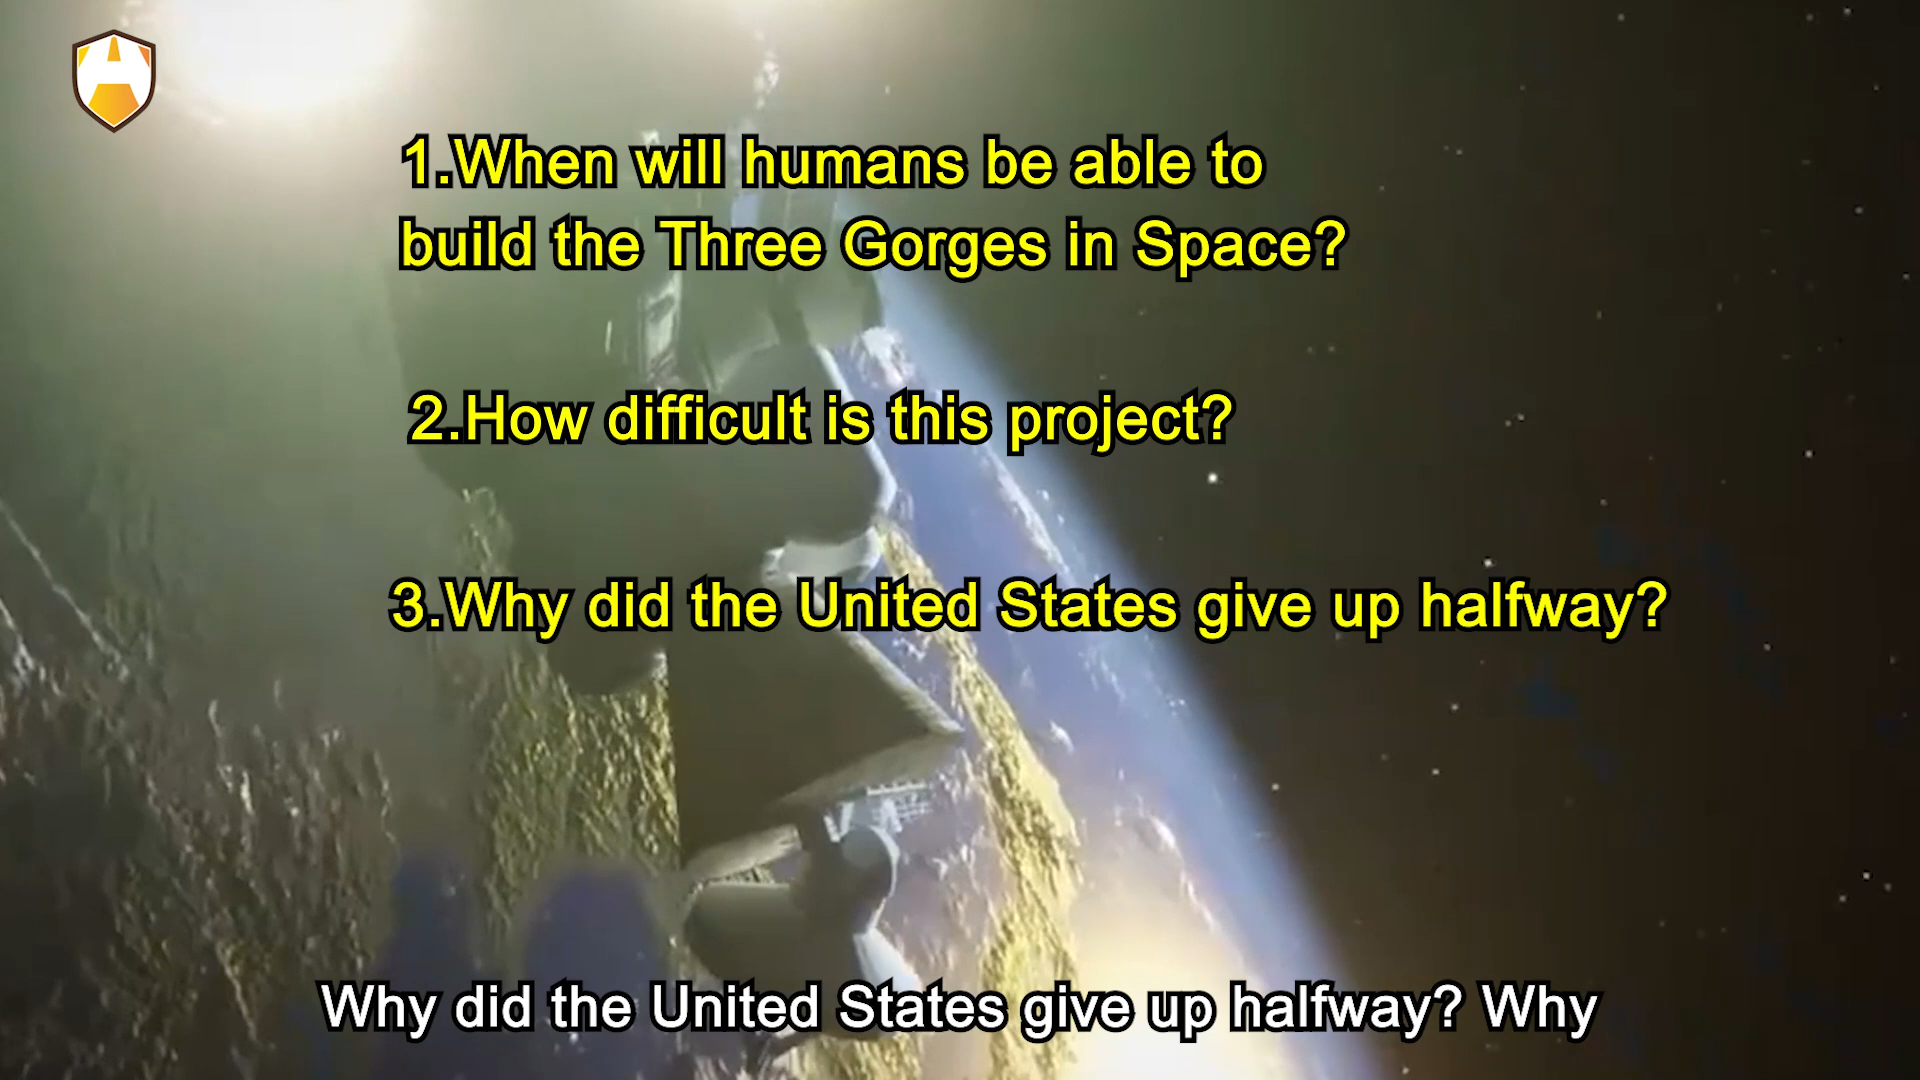 1.When will humans be able to
build the Three Gorges in Space?
2.How difficult is this project?
3.Why did the United States give up halfway?
Why did the United States give up halfway? Why